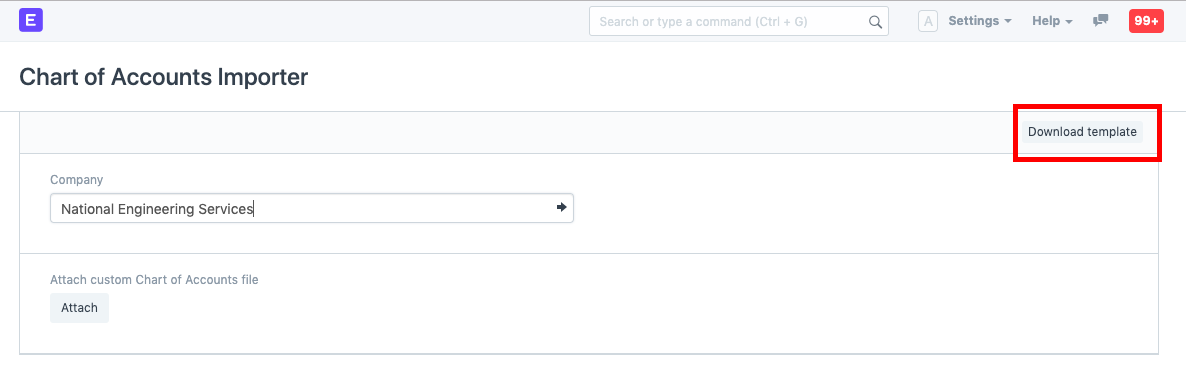 E
Search or type a command (Ctrl + G)
A
Settings
Help
99+
Chart of Accounts Importer
Download template
Company
National Engineering Services
Attach custom Chart of Accounts file
Attach